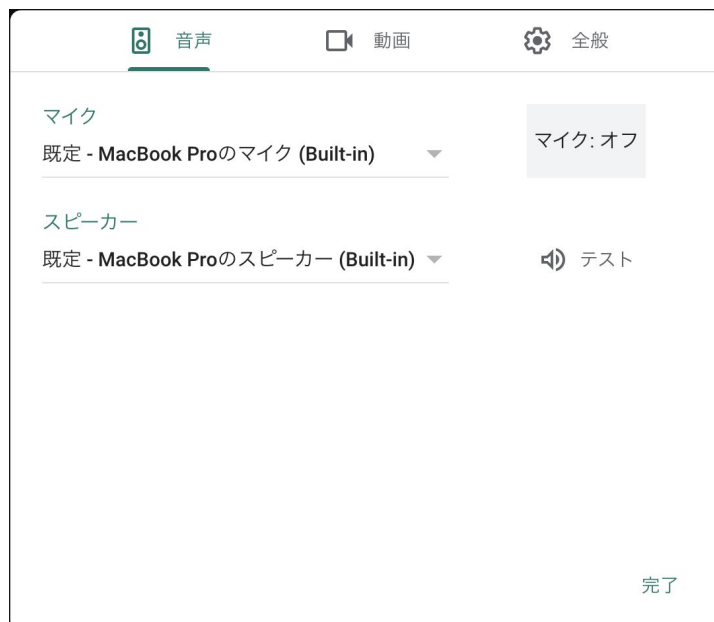 音声 動画 全般
マイク
既定 - MacBook Proのマイク (Built-in)
マイク: オフ
スピーカー
既定 - MacBook Proのスピーカー (Built-in)
テスト
完了